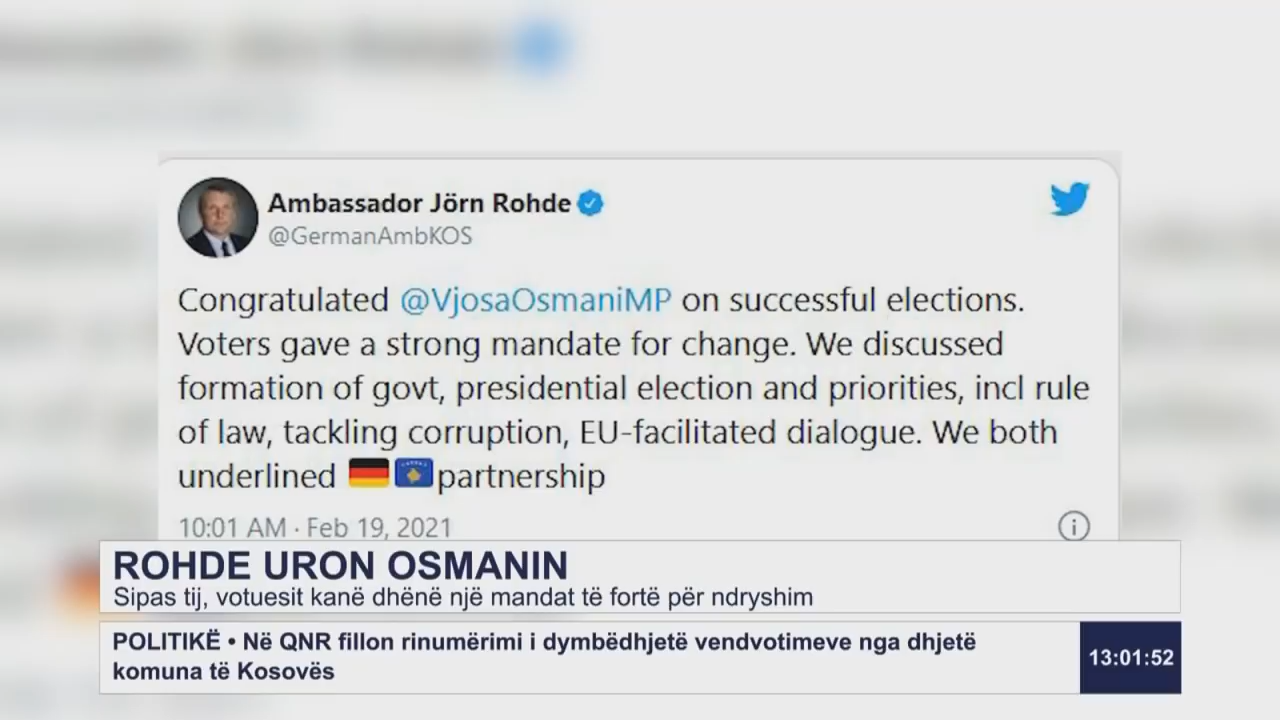 Ambassador Jörn Rohde
@GermanAmbKOS
Congratulated @VjosaOsmaniMP on successful elections.
Voters gave a strong mandate for change. We discussed
formation of govt, presidential election and priorities, incl rule
of law, tackling corruption, EU-facilitated dialogue. We both
underlined 🇩🇪🇽🇰partnership
10:01 AM · Feb 19, 2021
ROHDE URON OSMANIN
Sipas tij, votuesit kanë dhënë një mandat të fortë për ndryshim
POLITIKË • Në QNR fillon rinumërimi i dymbëdhjetë vendvotimeve nga dhjetë
komuna të Kosovës
13:01:52